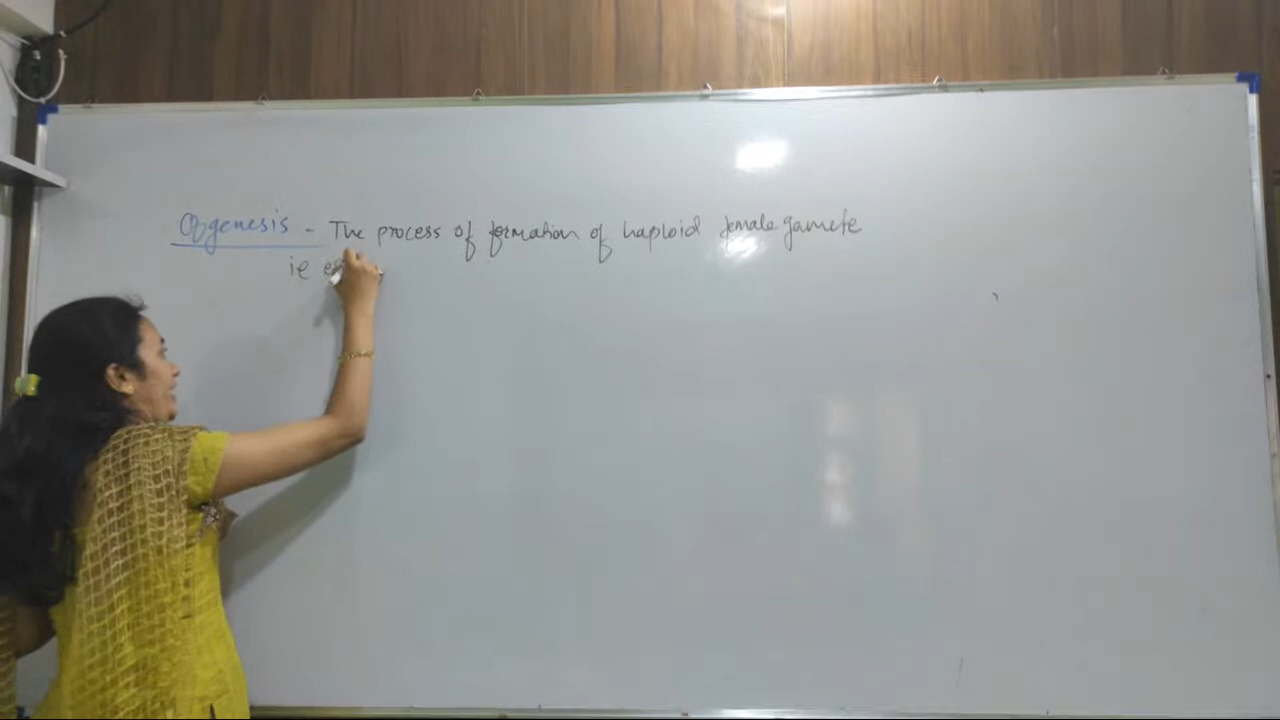 Oogenesis - The process of formation of haploid female gamete
ie